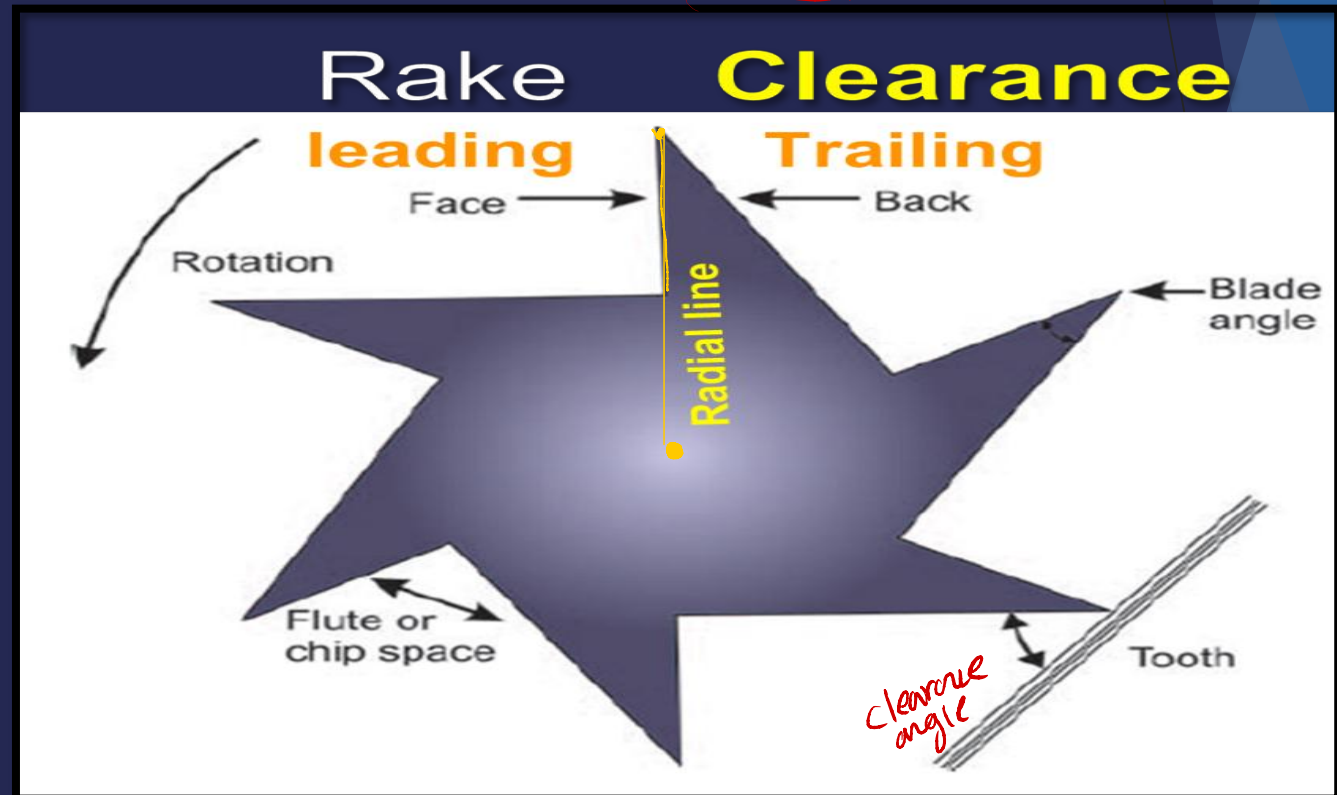 Rake Clearance
leading Trailing
Face
Back
Rotation
Radial line
Blade
angle
Flute or
chip space
Tooth
clearance
angle